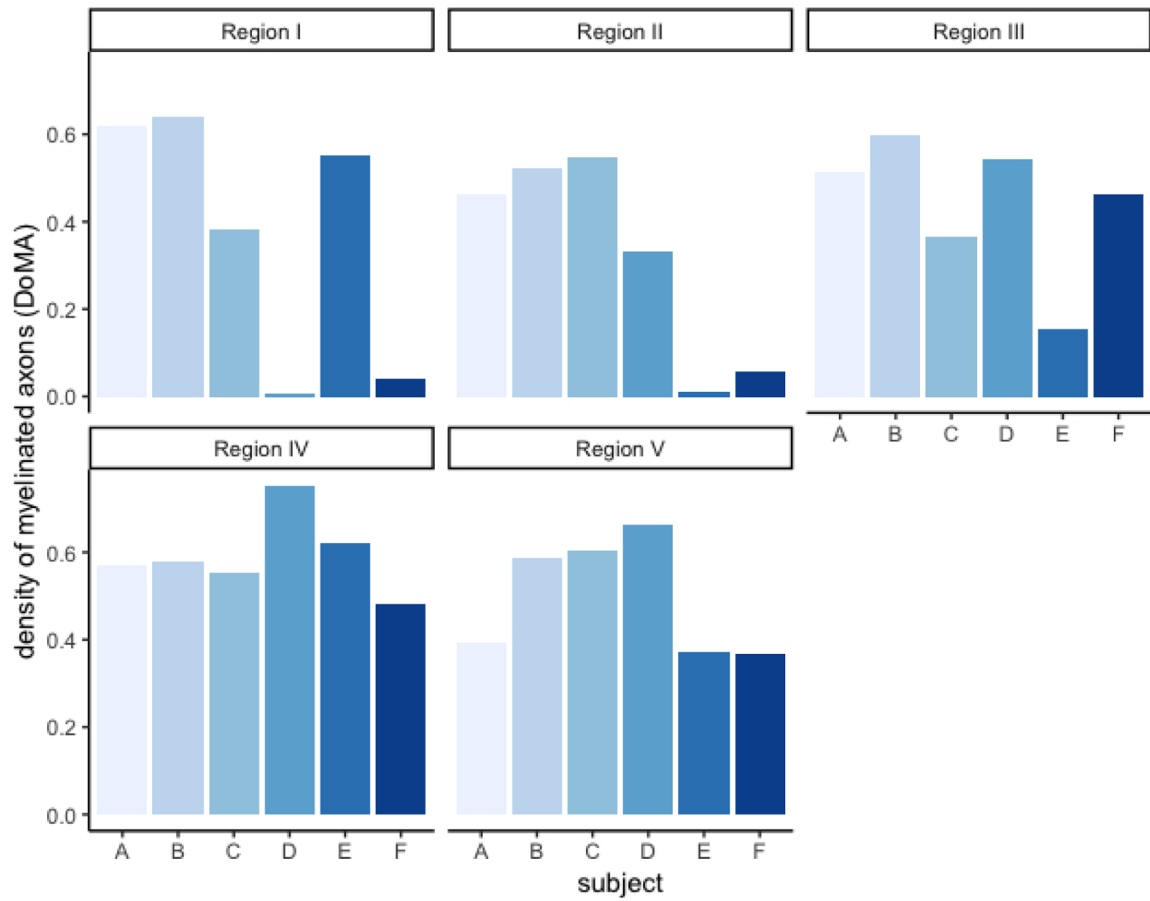 Region I
Region II
Region III
0.6
0.4
0.2
0.0
A B C D E F
Region IV
Region V
0.6
0.4
0.2
0.0
A B C D E F
A B C D E F
subject
density of myelinated axons (DoMA)